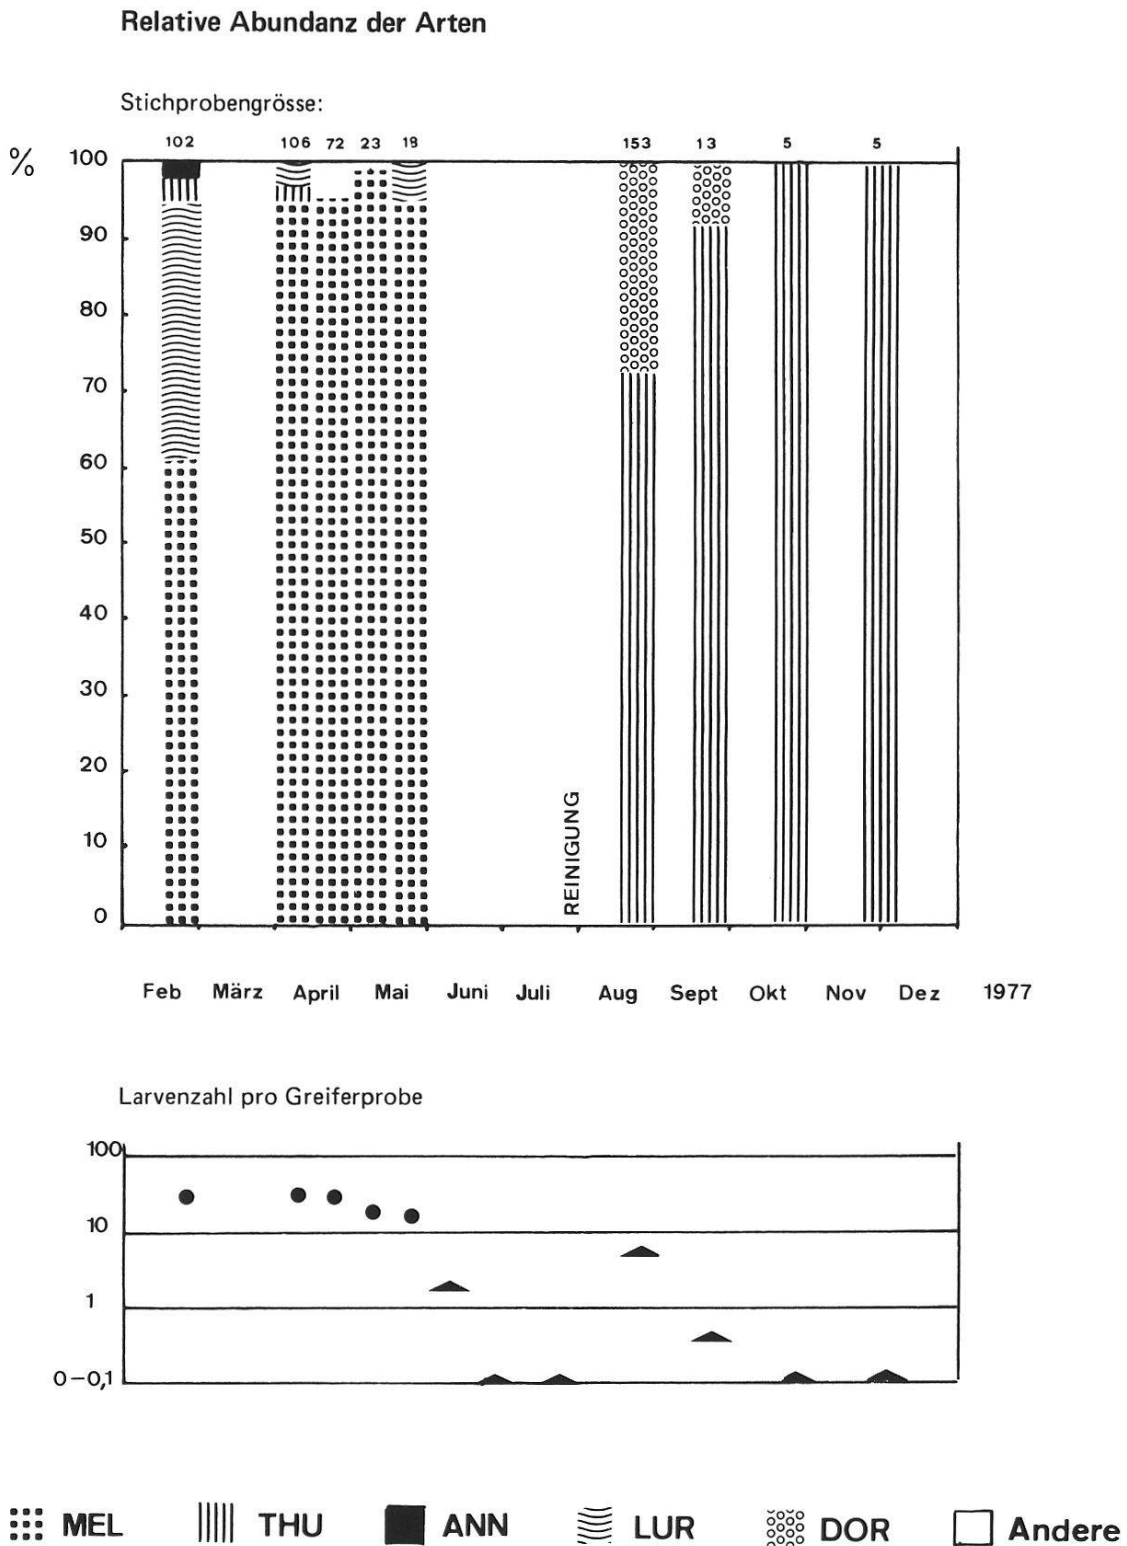 Relative Abundanz der Arten
Stichprobengrösse:
102 106 72 23 19 153 13 5 5
%
100
90
80
70
60
50
40
30
20
10
0
REINIGUNG
Feb März April Mai Juni Juli Aug Sept Okt Nov Dez 1977
Larvenzahl pro Greiferprobe
100
10
1
0-0,1
MEL THU ANN LUR DOR Andere